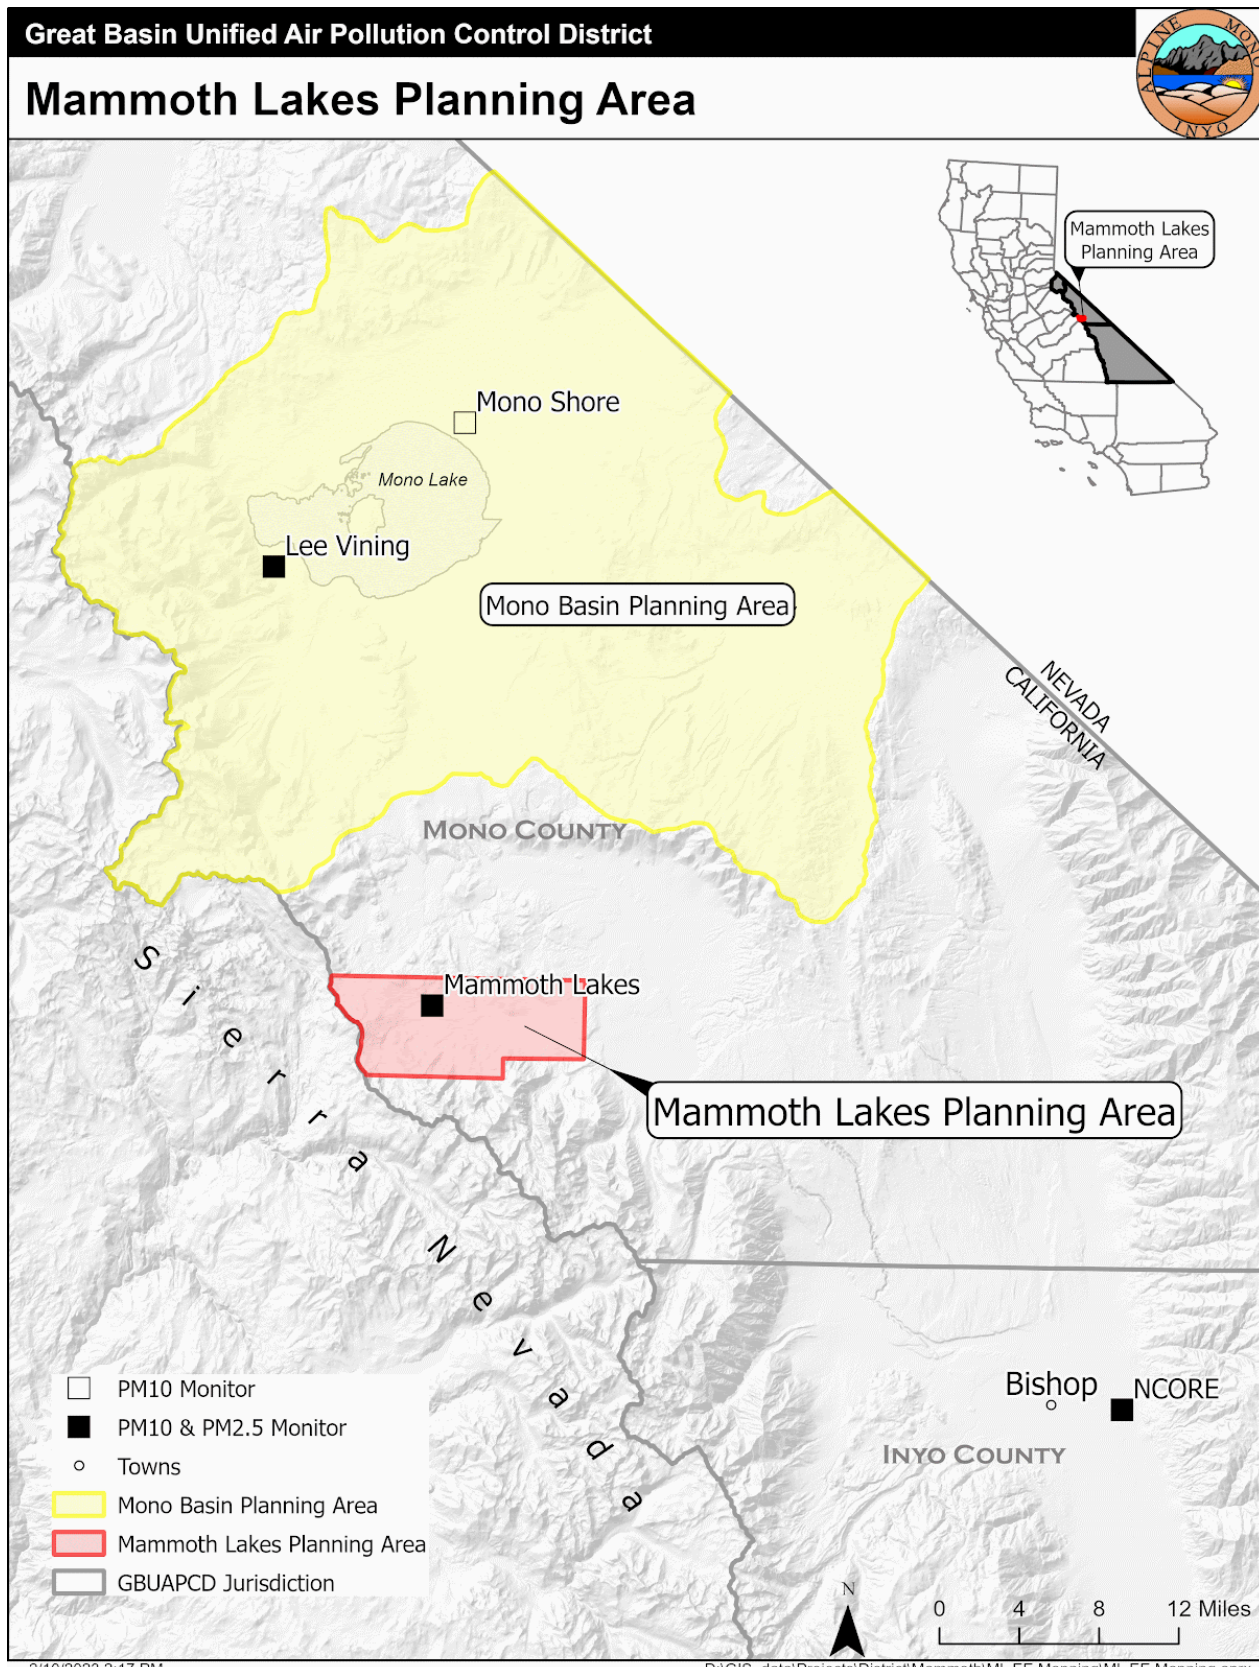 Great Basin Unified Air Pollution Control District
Mammoth Lakes Planning Area
ALPINE MONO
INYO
Mammoth Lakes
Planning Area
Mono Shore
Mono Lake
Lee Vining
Mono Basin Planning Area
NEVADA
CALIFORNIA
MONO COUNTY
Mammoth Lakes
Mammoth Lakes Planning Area
Sierra Nevada
Bishop
NCORE
INYO COUNTY
PM10 Monitor
PM10 & PM2.5 Monitor
Towns
Mono Basin Planning Area
Mammoth Lakes Planning Area
GBUAPCD Jurisdiction
N
0 4 8 12 Miles